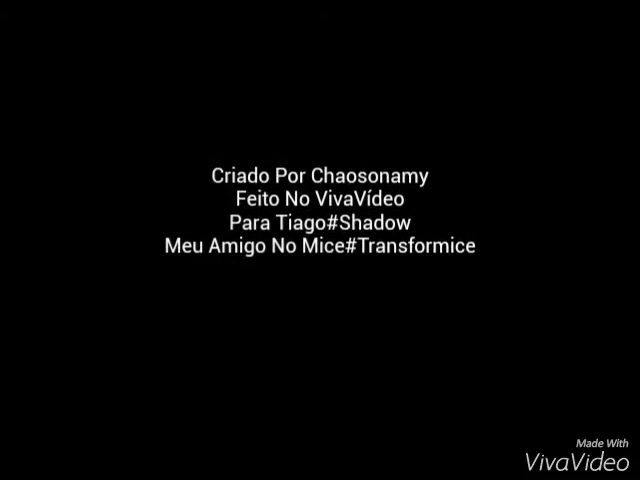 Criado Por Chaosonamy
Feito No VivaVídeo
Para Tiago#Shadow
Meu Amigo No Mice#Transformice
Made With
VivaVideo